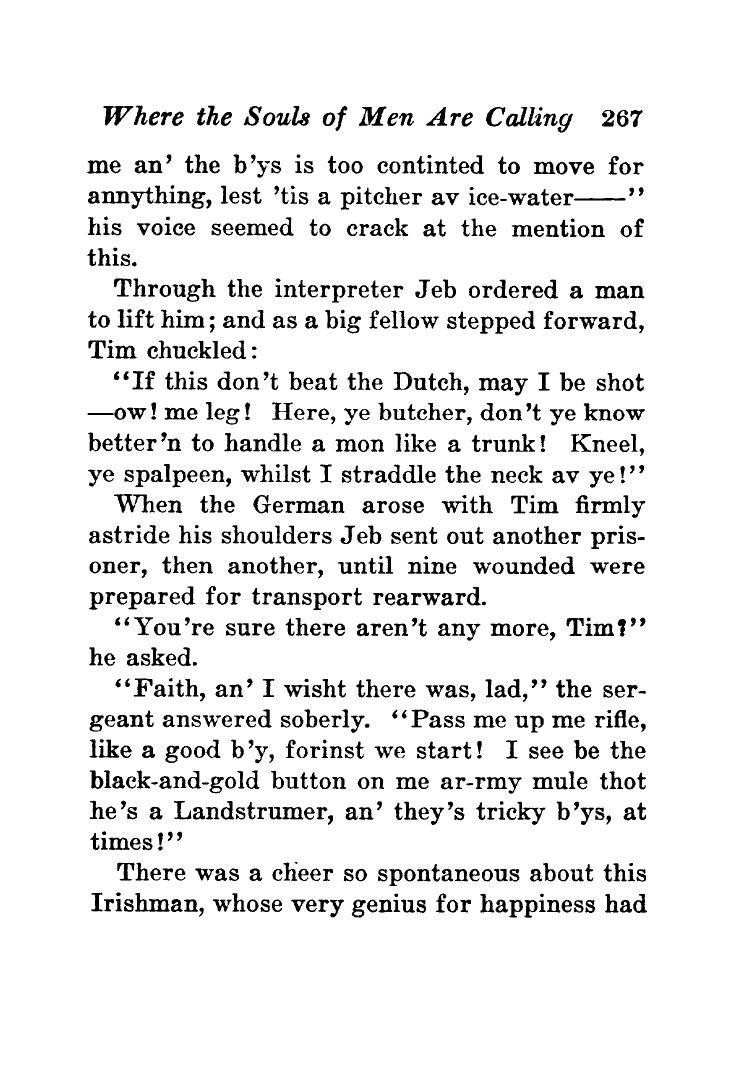 Where the Souls of Men Are Calling 267
me an' the b'ys is too continted to move for
annything, lest 'tis a pitcher av ice-water——"
his voice seemed to crack at the mention of
this.
Through the interpreter Jeb ordered a man
to lift him; and as a big fellow stepped forward,
Tim chuckled:
"If this don't beat the Dutch, may I be shot
—ow! me leg! Here, ye butcher, don't ye know
better'n to handle a mon like a trunk! Kneel,
ye spalpeen, whilst I straddle the neck av ye!"
When the German arose with Tim firmly
astride his shoulders Jeb sent out another pris-
oner, then another, until nine wounded were
prepared for transport rearward.
"You're sure there aren't any more, Tim?"
he asked.
"Faith, an' I wisht there was, lad," the ser-
geant answered soberly. "Pass me up me rifle,
like a good b'y, forinst we start! I see be the
black-and-gold button on me ar-rmy mule thot
he's a Landstrumer, an' they's tricky b'ys, at
times!"
There was a cheer so spontaneous about this
Irishman, whose very genius for happiness had